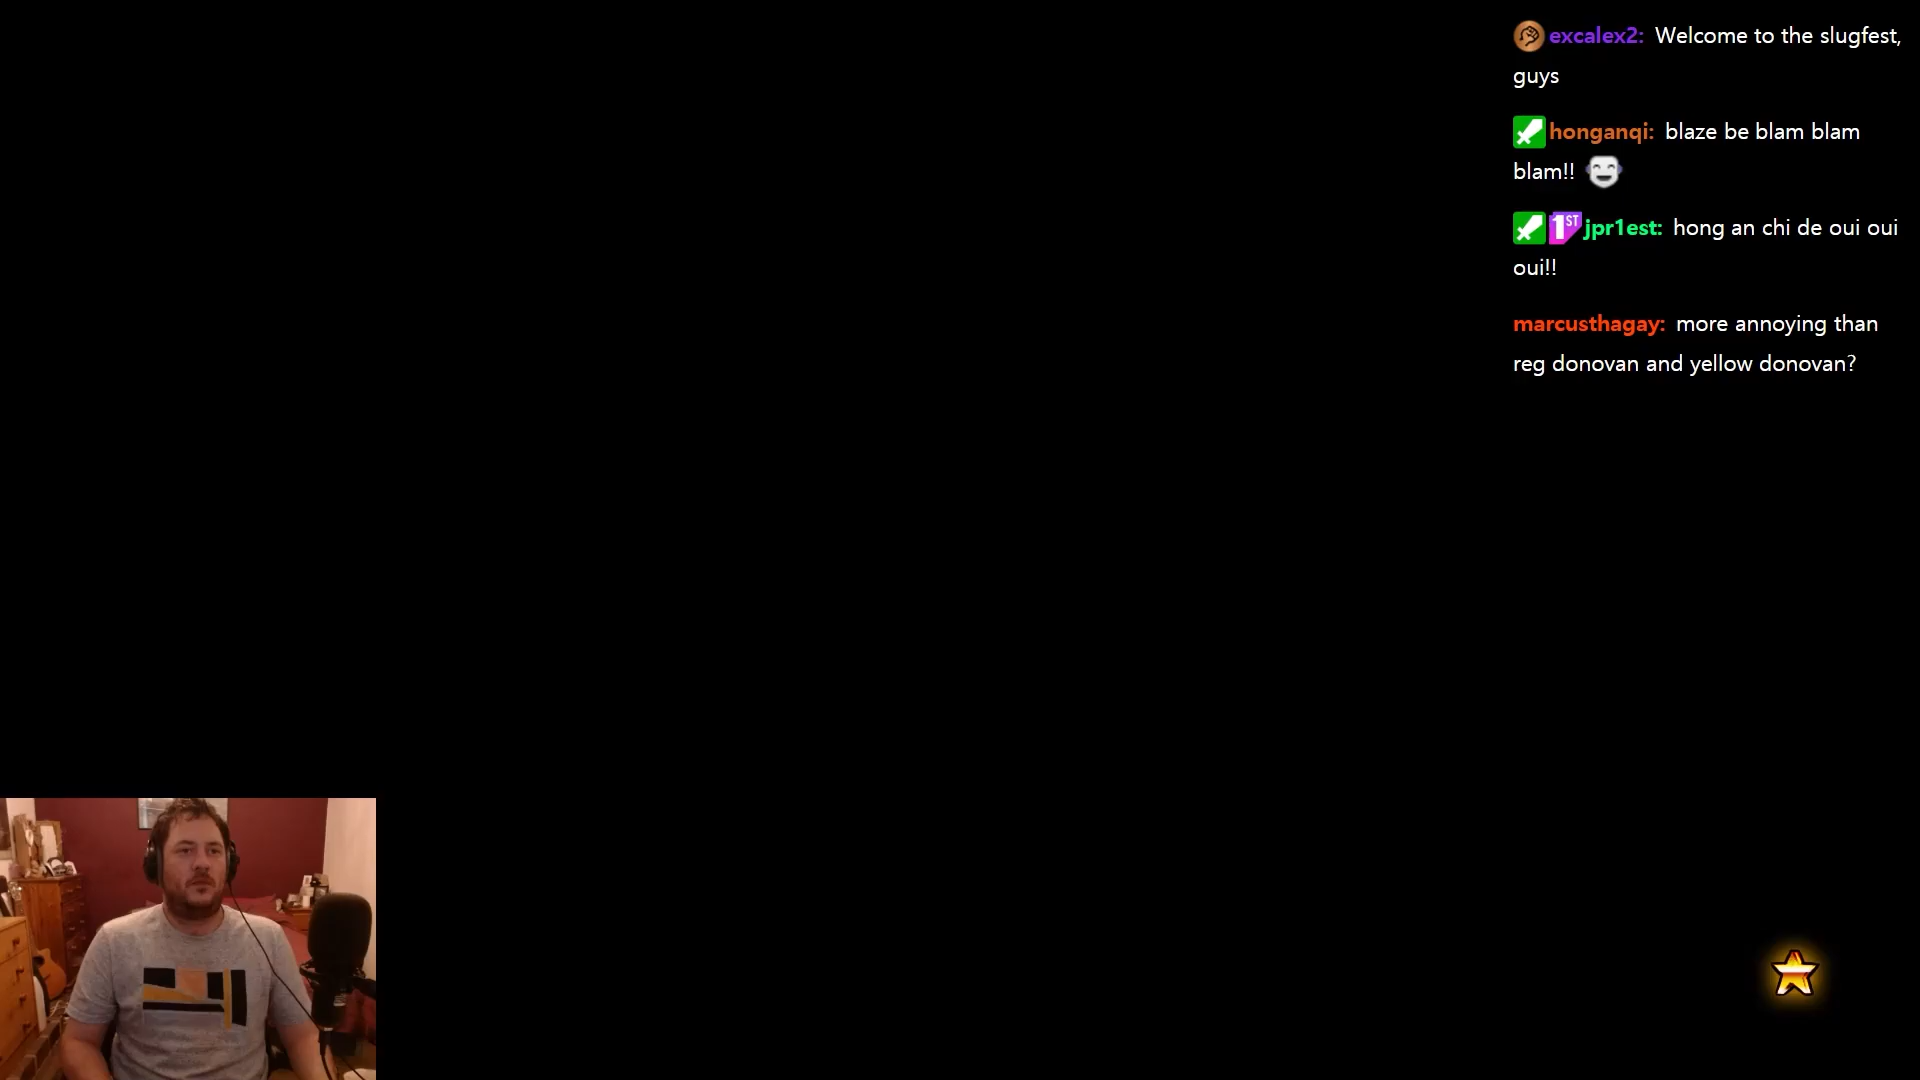 excalex2: Welcome to the slugfest,
guys
honganqi: blaze be blam blam
blam!!
1ST jpr1est: hong an chi de oui oui
oui!!
marcusthagay: more annoying than
reg donovan and yellow donovan?